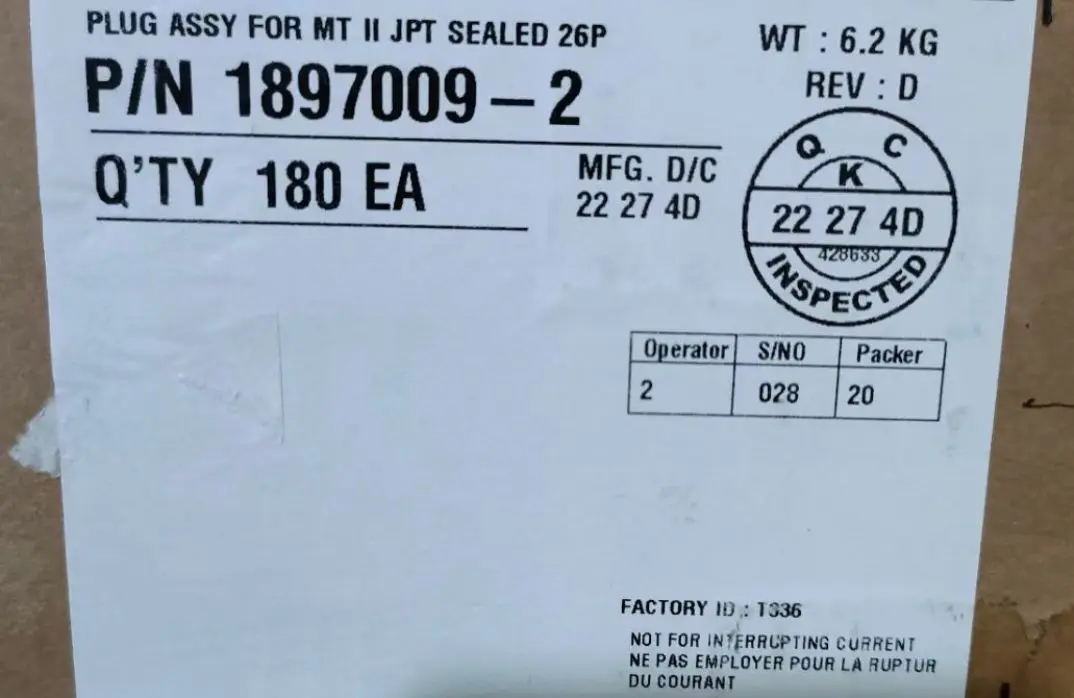 PLUG ASSY FOR MT II JPT SEALED 26P
WT : 6.2 KG
P/N 1897009-2
REV : D
Q'TY 180 EA
MFG. D/C
22 27 4D
Q C
K
22 27 4D
428633
INSPECTED
Operator S/NO Packer
2 028 20
FACTORY ID : T336
NOT FOR INTERRUPTING CURRENT
NE PAS EMPLOYER POUR LA RUPTUR
DU COURANT